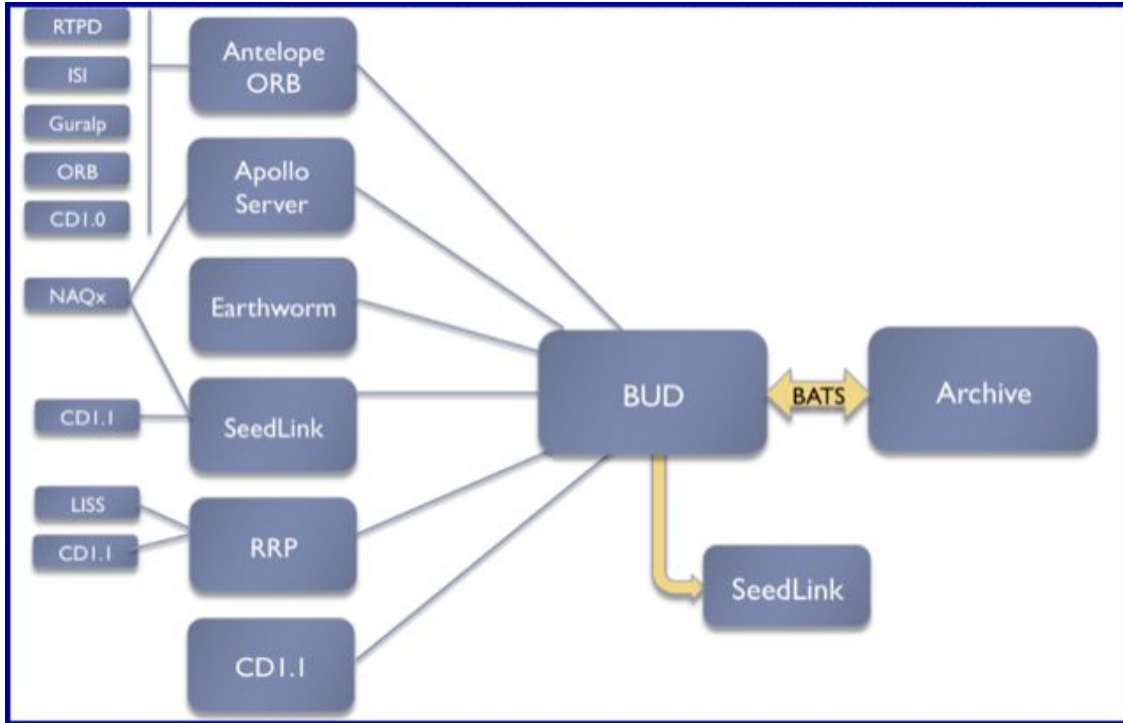 RTPD
ISI
Guralp
ORB
CD1.0
NAQx
CD1.1
LISS
CD1.1
Antelope
ORB
Apollo
Server
Earthworm
SeedLink
RRP
CD1.1
BUD
BATS
Archive
SeedLink